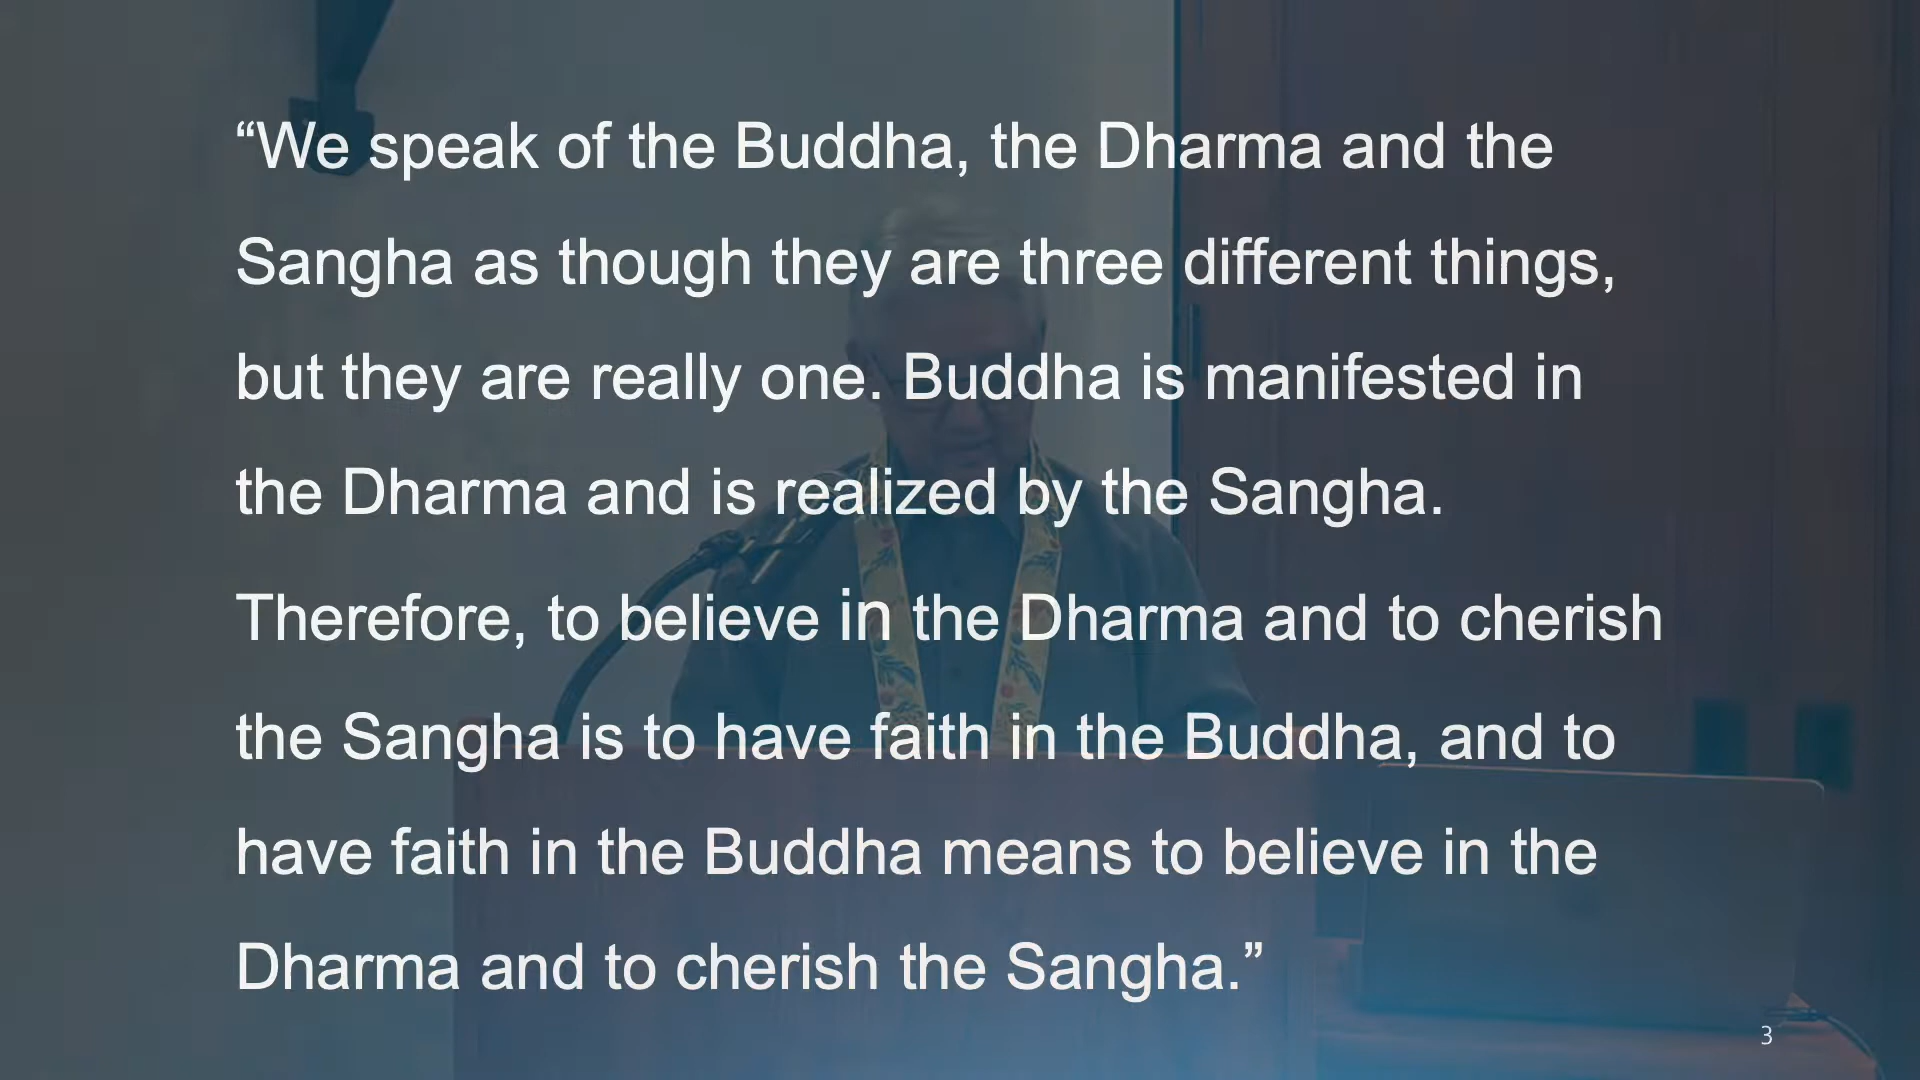 “We speak of the Buddha, the Dharma and the
Sangha as though they are three different things,
but they are really one. Buddha is manifested in
the Dharma and is realized by the Sangha.
Therefore, to believe in the Dharma and to cherish
the Sangha is to have faith in the Buddha, and to
have faith in the Buddha means to believe in the
Dharma and to cherish the Sangha.”
3